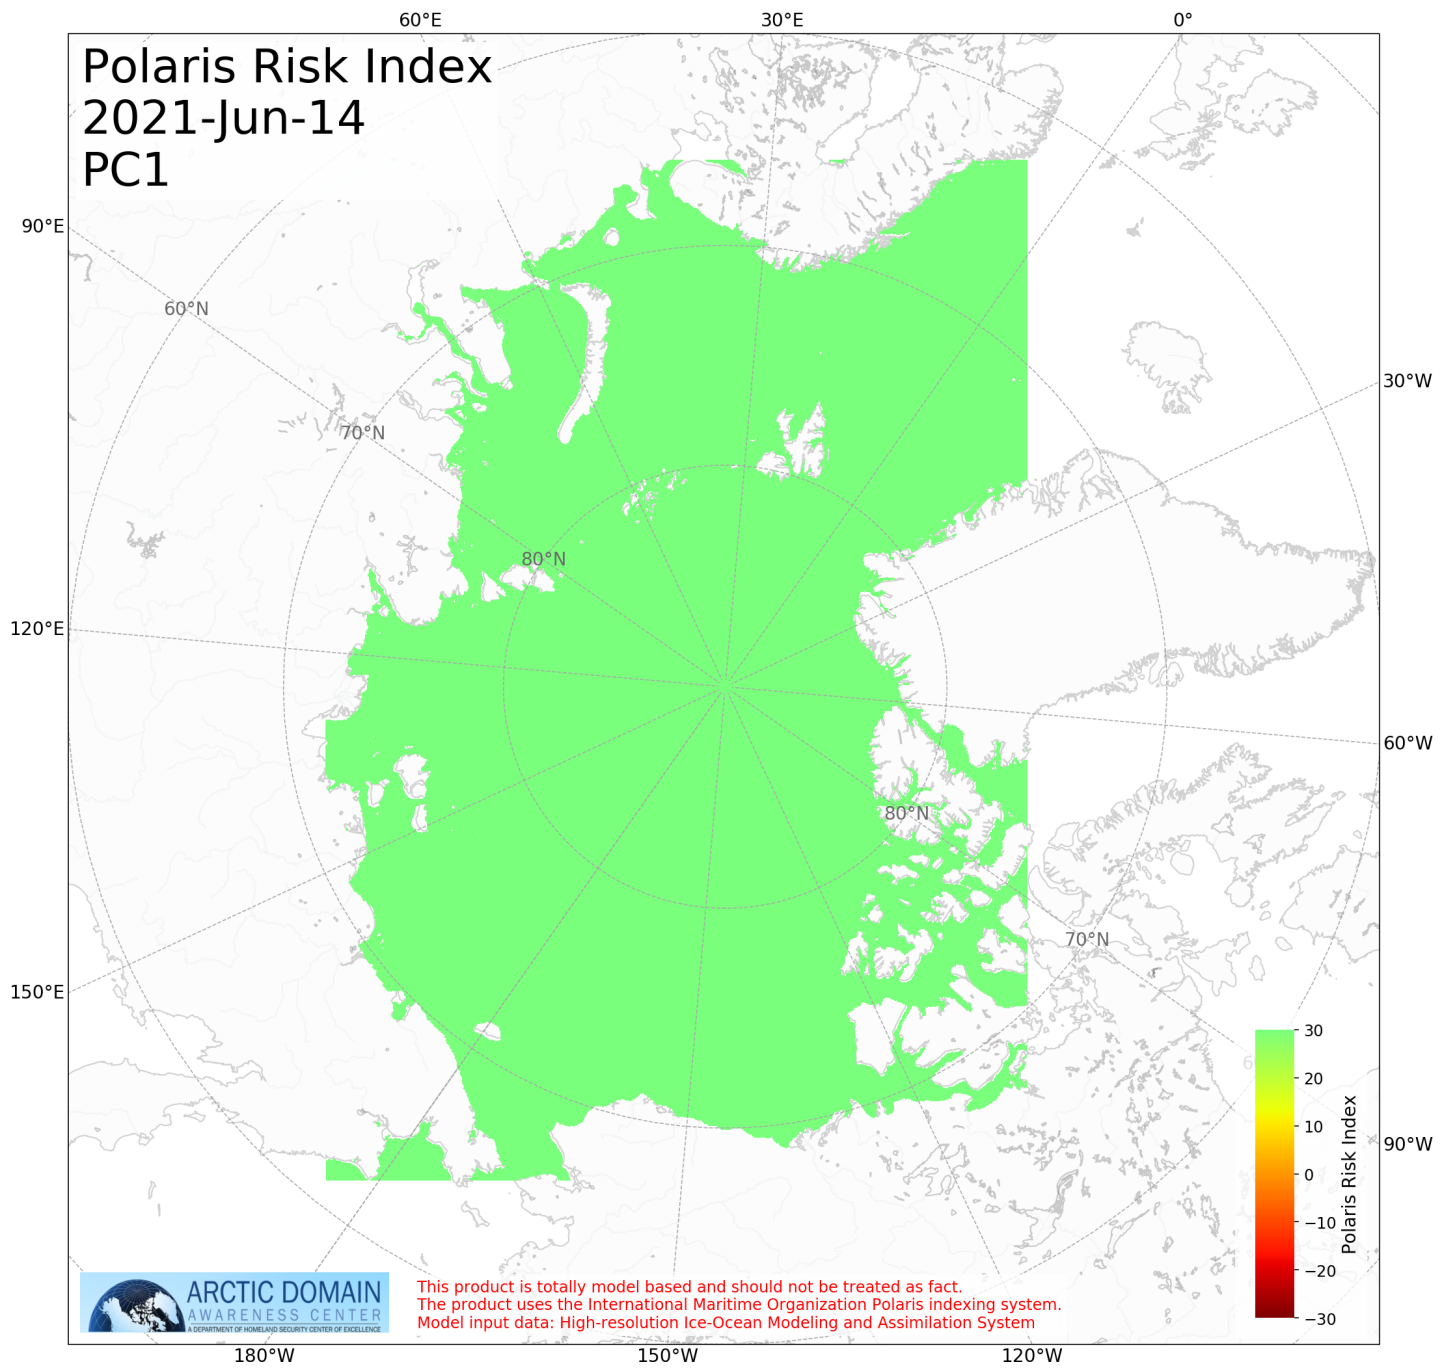 60°E
30°E
0°
Polaris Risk Index
2021-Jun-14
PC1
90°E
60°N
30°W
70°N
80°N
120°E
60°W
80°N
70°N
150°E
30
20
10
0
−10
−20
−30
Polaris Risk Index
90°W
ARCTIC DOMAIN
AWARENESS CENTER
A DEPARTMENT OF HOMELAND SECURITY CENTER OF EXCELLENCE
This product is totally model based and should not be treated as fact.
The product uses the International Maritime Organization Polaris indexing system.
Model input data: High-resolution Ice-Ocean Modeling and Assimilation System
180°W
150°W
120°W